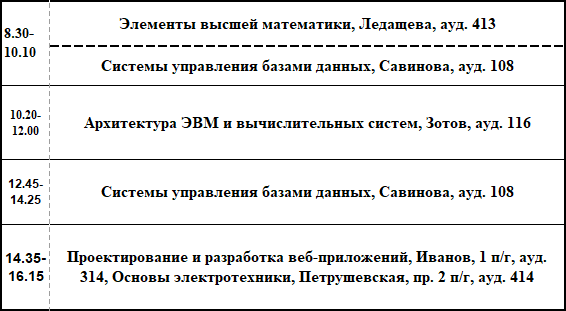 8.30-
10.10
Элементы высшей математики, Ледащева, ауд. 413
Системы управления базами данных, Савинова, ауд. 108
10.20-
12.00
Архитектура ЭВМ и вычислительных систем, Зотов, ауд. 116
12.45-
14.25
Системы управления базами данных, Савинова, ауд. 108
14.35-
16.15
Проектирование и разработка веб-приложений, Иванов, 1 п/г, ауд.
314, Основы электротехники, Петрушевская, пр. 2 п/г, ауд. 414